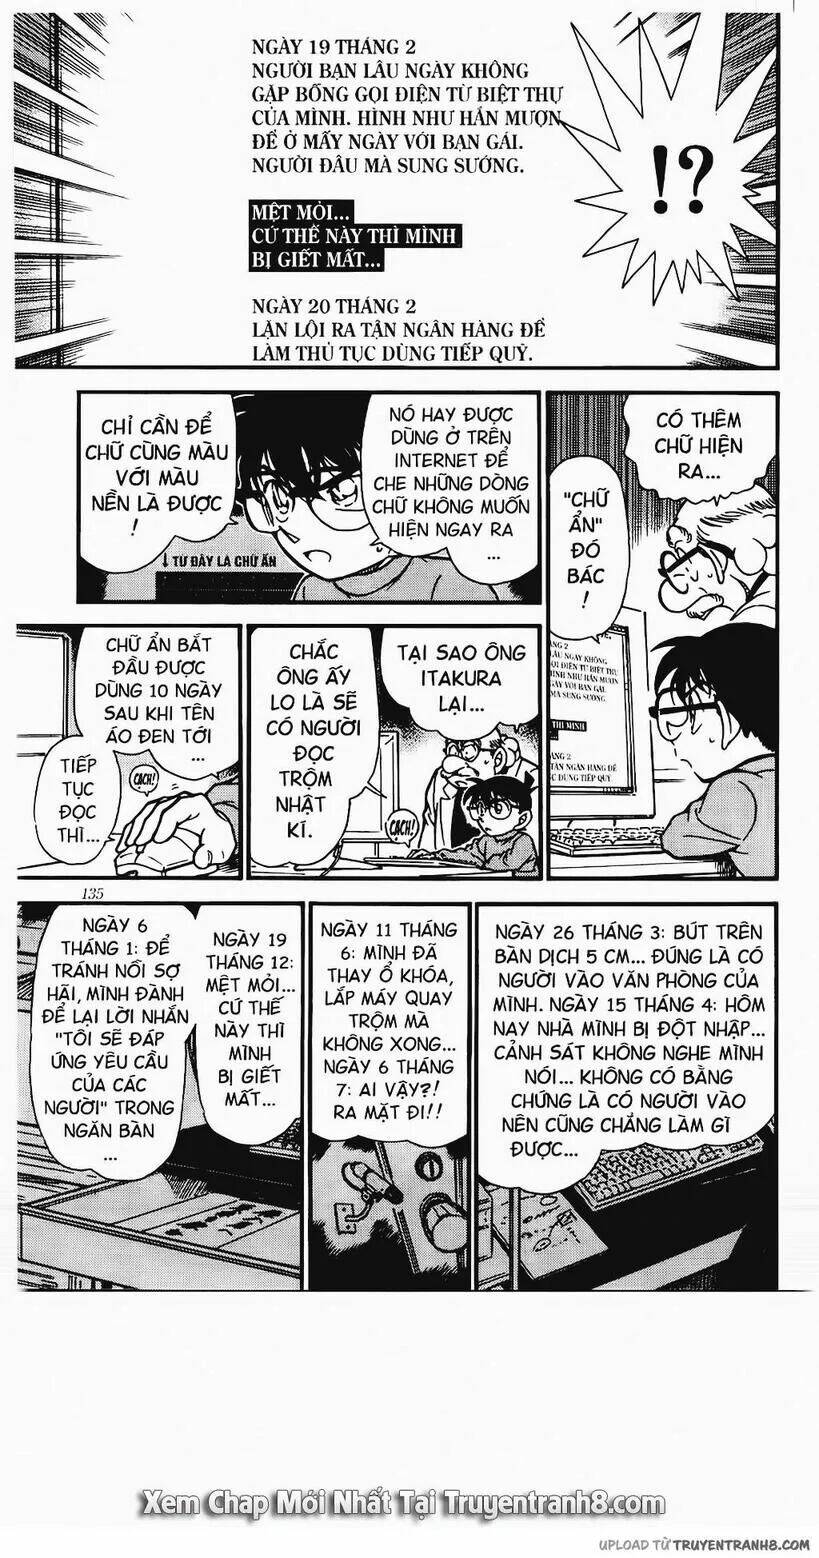 NGÀY 19 THÁNG 2
NGƯỜI BẠN LÂU NGÀY KHÔNG
GẶP BỖNG GỌI ĐIỆN TỪ BIỆT THỰ
CỦA MÌNH. HÌNH NHƯ HẮN MƯỢN
ĐỂ Ở MẤY NGÀY VỚI BẠN GÁI.
NGƯỜI ĐÂU MÀ SUNG SƯỚNG.
MỆT MỎI...
CỨ THẾ NÀY THÌ MÌNH
BỊ GIẾT MẤT...
NGÀY 20 THÁNG 2
LẶN LỘI RA TẬN NGÂN HÀNG ĐỂ
LÀM THỦ TỤC DÙNG TIẾP QUỸ.
!?
CÓ THÊM
CHỮ HIỆN
RA...
"CHỮ
ẨN"
ĐÓ
BÁC
!
NÓ HAY ĐƯỢC
DÙNG Ở TRÊN
INTERNET ĐỂ
CHE NHỮNG DÒNG
CHỮ KHÔNG MUỐN
HIỆN NGAY RA
...
CHỈ CẦN ĐỂ
CHỮ CÙNG MÀU
VỚI MÀU
NỀN LÀ ĐƯỢC
!
↓TỪ ĐÂY LÀ CHỮ ẨN
TẠI SAO ÔNG
ITAKURA
LẠI...
CHẮC
ÔNG ẤY
LO LÀ SẼ
CÓ NGƯỜI
ĐỌC
TRỘM
NHẬT
KÍ.
CẠCH!
CHỮ ẨN BẮT
ĐẦU ĐƯỢC
DÙNG 10 NGÀY
SAU KHI TÊN
ÁO ĐEN TỚI
...
TIẾP
TỤC
ĐỌC
THÌ...
CẠCH!
135
NGÀY 26 THÁNG 3: BÚT TRÊN
BÀN DỊCH 5 CM... ĐÚNG LÀ CÓ
NGƯỜI VÀO VĂN PHÒNG CỦA
MÌNH. NGÀY 15 THÁNG 4: HÔM
NAY NHÀ MÌNH BỊ ĐỘT NHẬP...
CẢNH SÁT KHÔNG NGHE MÌNH
NÓI... KHÔNG CÓ BẰNG
CHỨNG LÀ CÓ NGƯỜI VÀO
NÊN CŨNG CHẲNG LÀM GÌ
ĐƯỢC...
NGÀY 11 THÁNG
6: MÌNH ĐÃ
THAY Ổ KHÓA,
LẮP MÁY QUAY
TRỘM MÀ
KHÔNG XONG...
NGÀY 6 THÁNG
7: AI VẬY?!
RA MẶT ĐI!!
NGÀY 19
THÁNG 12:
MỆT MỎI...
CỨ THẾ
NÀY THÌ
MÌNH
BỊ GIẾT
MẤT...
NGÀY 6
THÁNG 1: ĐỂ
TRÁNH NỖI SỢ
HÃI, MÌNH ĐÀNH
ĐỂ LẠI LỜI NHẮN
"TÔI SẼ ĐÁP
ỨNG YÊU CẦU
CỦA CÁC
NGƯỜI" TRONG
NGĂN BÀN
...
Xem Chap Mới Nhất Tại Truyentranh8.com
UPLOAD TỪ TRUYENTRANH8.COM